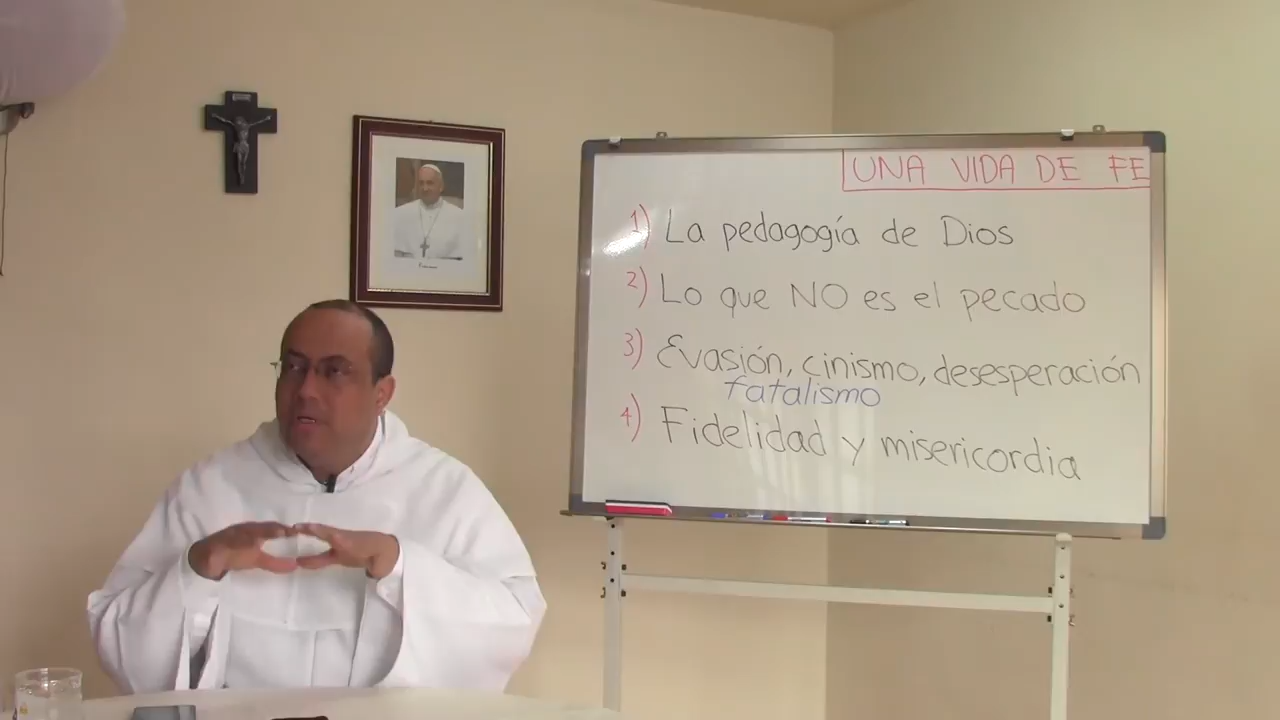 UNA VIDA DE FE
1) La pedagogía de Dios
2) Lo que NO es el pecado
3) Evasión, cinismo, desesperación
fatalismo
4) Fidelidad y misericordia